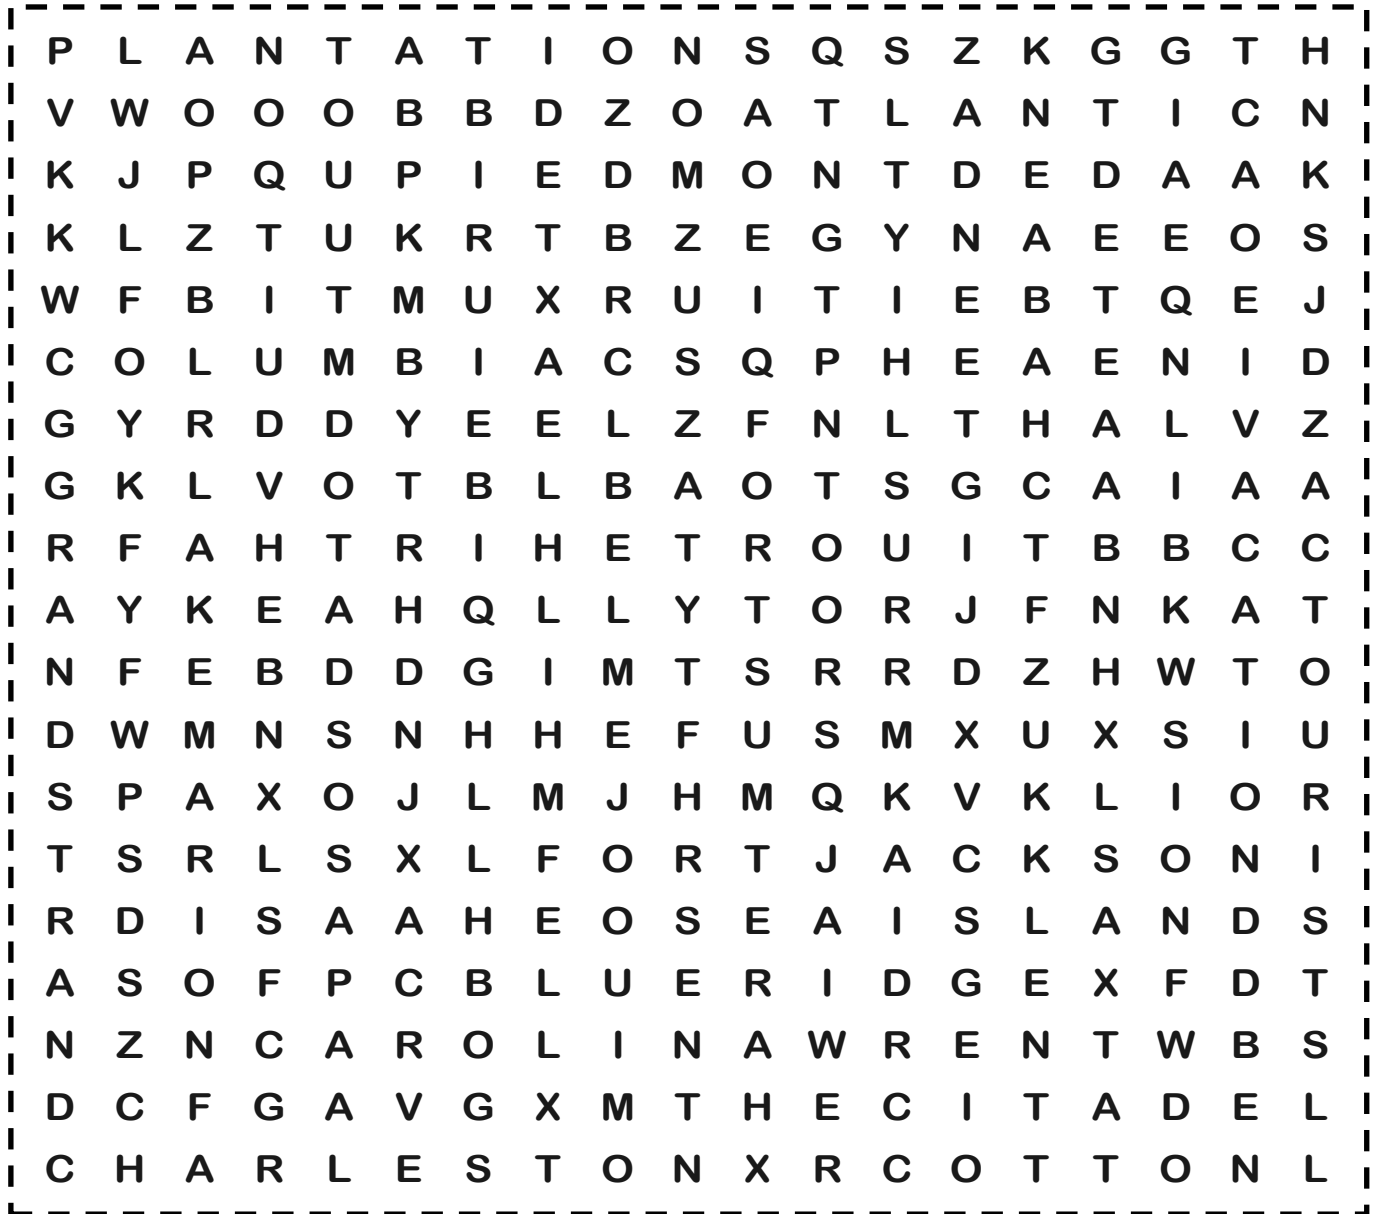 P L A N T A T I O N S Q S Z K G G T H
V W O O O B B D Z O A T L A N T I C N
K J P Q U P I E D M O N T D E D A A K
K L Z T U K R T B Z E G Y N A E E O S
W F B I T M U X R U I T I E B T Q E J
C O L U M B I A C S Q P H E A E N I D
G Y R D D Y E E L Z F N L T H A L V Z
G K L V O T B L B A O T S G C A I A A
R F A H T R I H E T R O U I T B B C C
A Y K E A H Q L L Y T O R J F N K A T
N F E B D D G I M T S R R D Z H W T O
D W M N S N H H E F U S M X U X S I U
S P A X O J L M J H M Q K V K L I O R
T S R L S X L F O R T J A C K S O N I
R D I S A A H E O S E A I S L A N D S
A S O F P C B L U E R I D G E X F D T
N Z N C A R O L I N A W R E N T W B S
D C F G A V G X M T H E C I T A D E L
C H A R L E S T O N X R C O T T O N L